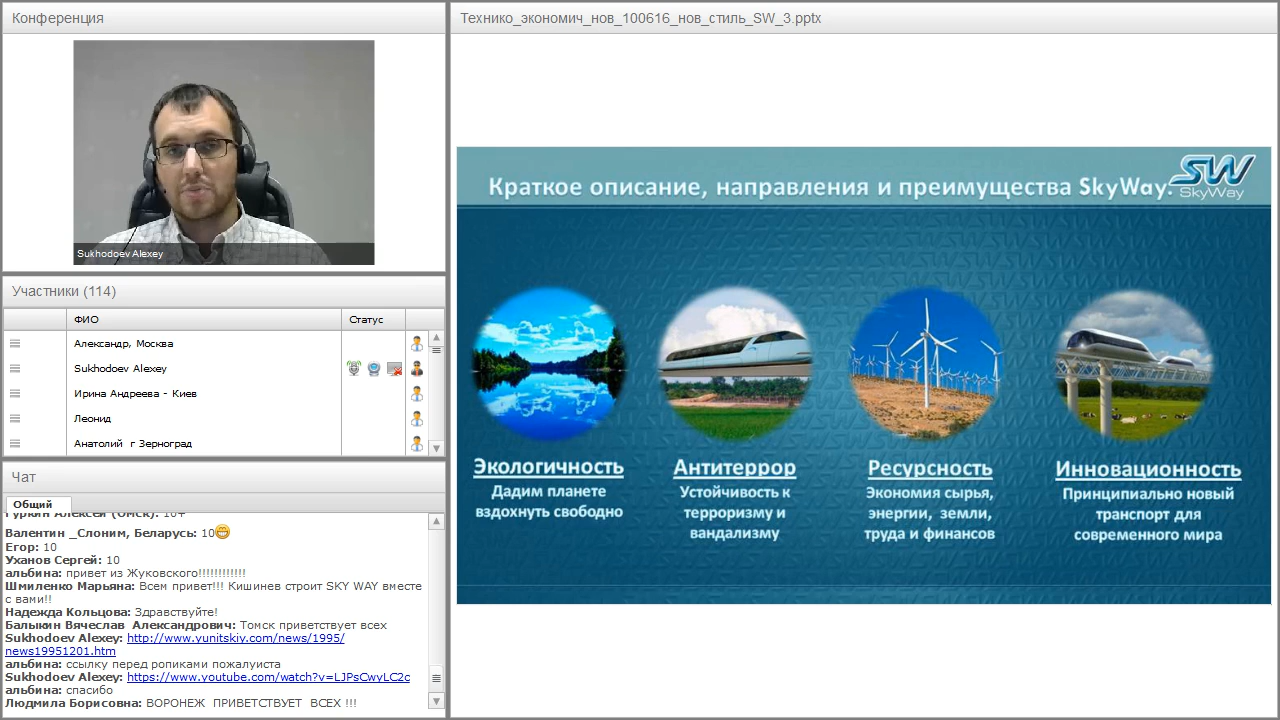 Конференция
Sukhodoev Alexey
Участники (114)
ФИО Статус
Александр, Москва
Sukhodoev Alexey
Ирина Андреева - Киев
Леонид
Анатолий г Зерноград
Чат
Общий
Гуркин Алексей (Омск): 10+
Валентин _Слоним, Беларусь: 10
Егор: 10
Уханов Сергей: 10
альбина: привет из Жуковского!!!!!!!!!!!!
Шмиленко Марьяна: Всем привет!!! Кишинев строит SKY WAY вместе
с вами!!
Надежда Кольцова: Здравствуйте!
Балыкин Вячеслав Александрович: Томск приветствует всех
Sukhodoev Alexey: http://www.yunitskiy.com/news/1995/
news19951201.htm
альбина: ссылку перед роликами пожалуиста
Sukhodoev Alexey: https://www.youtube.com/watch?v=LJPsCwyLC2c
альбина: спасибо
Людмила Борисовна: ВОРОНЕЖ ПРИВЕТСТВУЕТ ВСЕХ !!!
Технико_экономич_нов_100616_нов_стиль_SW_3.pptx
Краткое описание, направления и преимущества SkyWay.
SW
SkyWay
Экологичность
Дадим планете
вздохнуть свободно
Антитеррор
Устойчивость к
терроризму и
вандализму
Ресурсность
Экономия сырья,
энергии, земли,
труда и финансов
Инновационность
Принципиально новый
транспорт для
современного мира